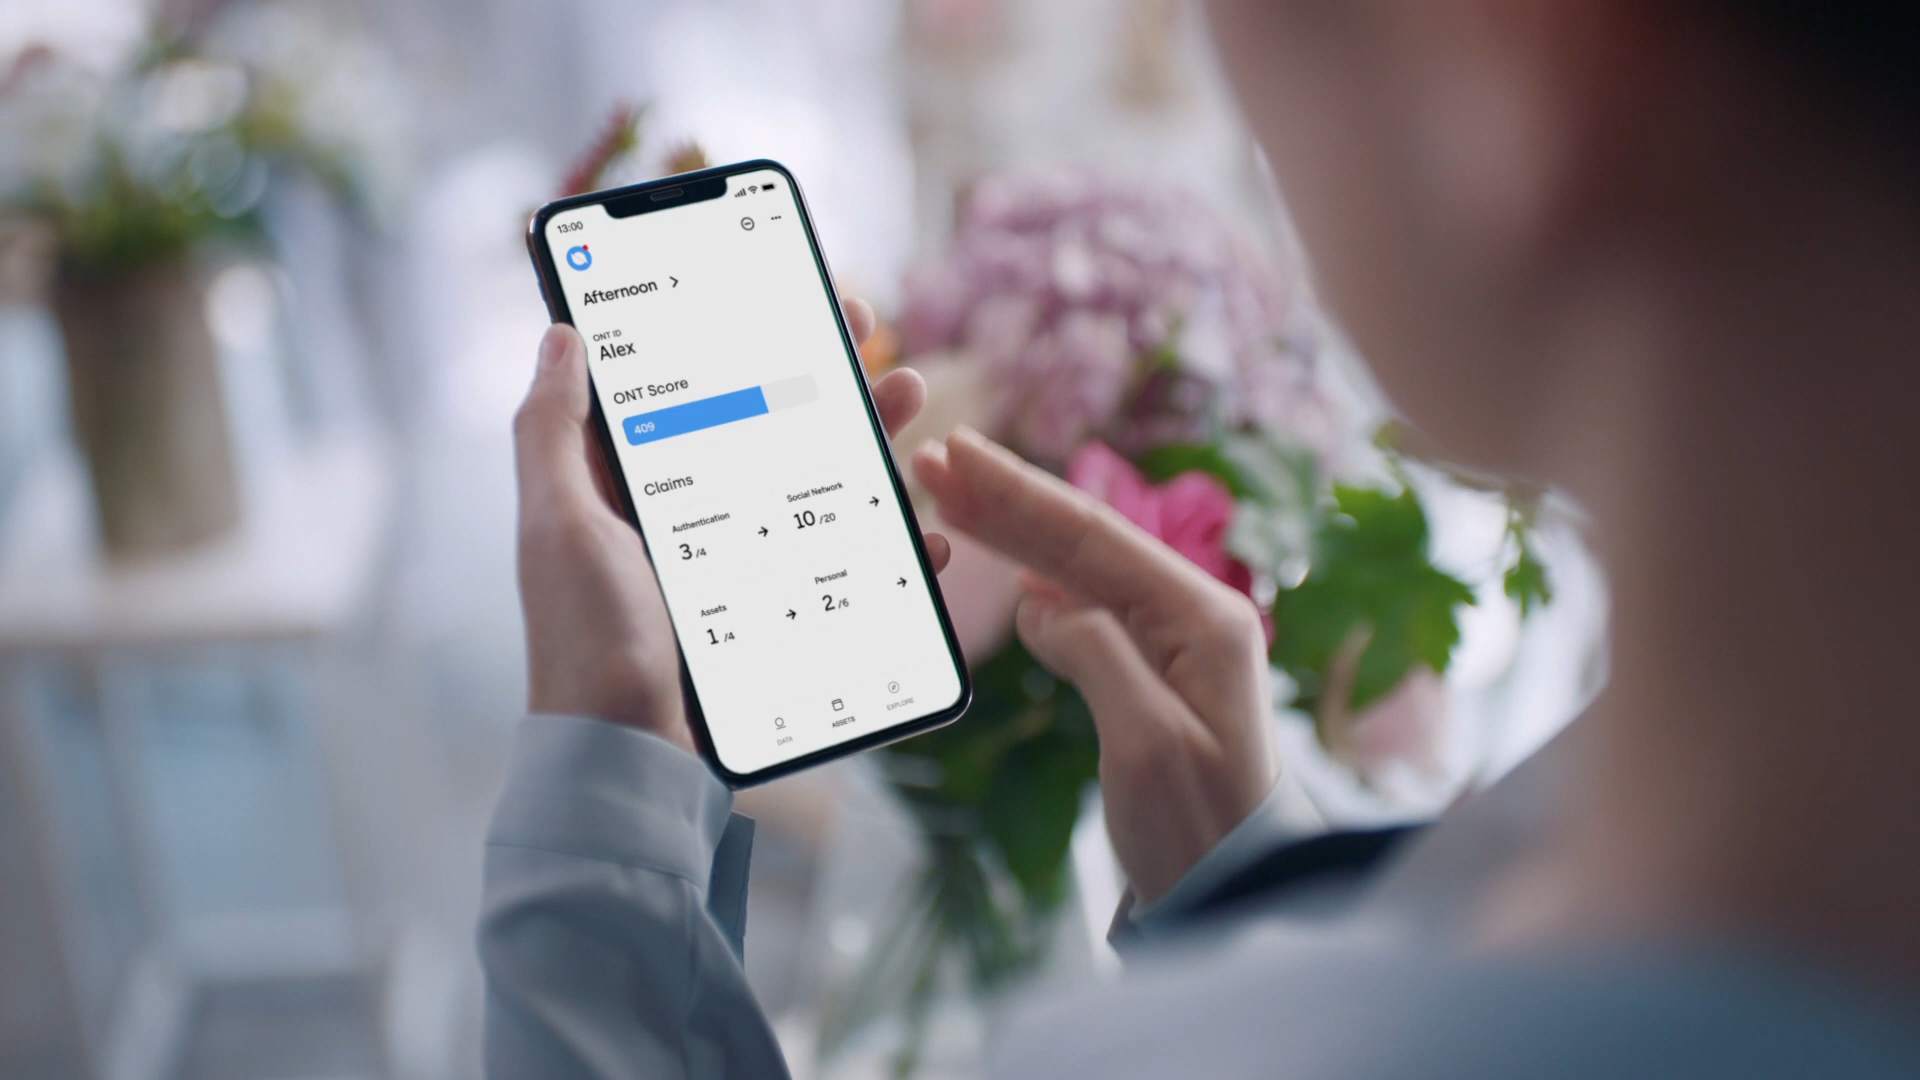 13:00
Afternoon
ONT ID
Alex
ONT Score
409
Claims
Authentication
3 /4
Social Network
10 /20
Assets
1 /4
Personal
2 /6
DATA
ASSETS
EXPLORE